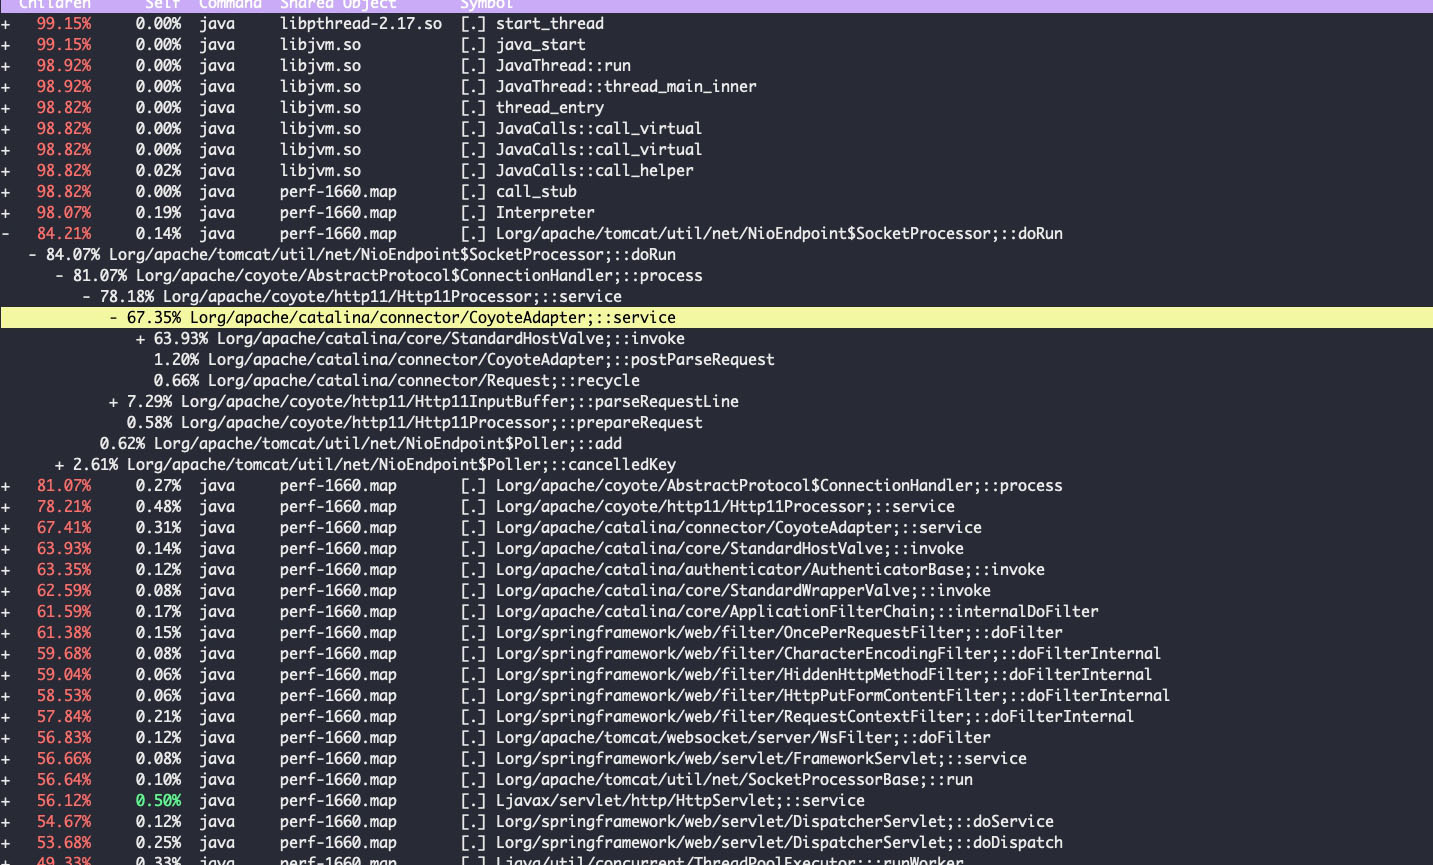 Children Self Command Shared Object Symbol
+ 99.15% 0.00% java libpthread-2.17.so [.] start_thread
+ 99.15% 0.00% java libjvm.so [.] java_start
+ 98.92% 0.00% java libjvm.so [.] JavaThread::run
+ 98.92% 0.00% java libjvm.so [.] JavaThread::thread_main_inner
+ 98.82% 0.00% java libjvm.so [.] thread_entry
+ 98.82% 0.00% java libjvm.so [.] JavaCalls::call_virtual
+ 98.82% 0.00% java libjvm.so [.] JavaCalls::call_virtual
+ 98.82% 0.02% java libjvm.so [.] JavaCalls::call_helper
+ 98.82% 0.00% java perf-1660.map [.] call_stub
+ 98.07% 0.19% java perf-1660.map [.] Interpreter
- 84.21% 0.14% java perf-1660.map [.] Lorg/apache/tomcat/util/net/NioEndpoint$SocketProcessor;::doRun
- 84.07% Lorg/apache/tomcat/util/net/NioEndpoint$SocketProcessor;::doRun
- 81.07% Lorg/apache/coyote/AbstractProtocol$ConnectionHandler;::process
- 78.18% Lorg/apache/coyote/http11/Http11Processor;::service
- 67.35% Lorg/apache/catalina/connector/CoyoteAdapter;::service
+ 63.93% Lorg/apache/catalina/core/StandardHostValve;::invoke
1.20% Lorg/apache/catalina/connector/CoyoteAdapter;::postParseRequest
0.66% Lorg/apache/catalina/connector/Request;::recycle
+ 7.29% Lorg/apache/coyote/http11/Http11InputBuffer;::parseRequestLine
0.58% Lorg/apache/coyote/http11/Http11Processor;::prepareRequest
0.62% Lorg/apache/tomcat/util/net/NioEndpoint$Poller;::add
+ 2.61% Lorg/apache/tomcat/util/net/NioEndpoint$Poller;::cancelledKey
+ 81.07% 0.27% java perf-1660.map [.] Lorg/apache/coyote/AbstractProtocol$ConnectionHandler;::process
+ 78.21% 0.48% java perf-1660.map [.] Lorg/apache/coyote/http11/Http11Processor;::service
+ 67.41% 0.31% java perf-1660.map [.] Lorg/apache/catalina/connector/CoyoteAdapter;::service
+ 63.93% 0.14% java perf-1660.map [.] Lorg/apache/catalina/core/StandardHostValve;::invoke
+ 63.35% 0.12% java perf-1660.map [.] Lorg/apache/catalina/authenticator/AuthenticatorBase;::invoke
+ 62.59% 0.08% java perf-1660.map [.] Lorg/apache/catalina/core/StandardWrapperValve;::invoke
+ 61.59% 0.17% java perf-1660.map [.] Lorg/apache/catalina/core/ApplicationFilterChain;::internalDoFilter
+ 61.38% 0.15% java perf-1660.map [.] Lorg/springframework/web/filter/OncePerRequestFilter;::doFilter
+ 59.68% 0.08% java perf-1660.map [.] Lorg/springframework/web/filter/CharacterEncodingFilter;::doFilterInternal
+ 59.04% 0.06% java perf-1660.map [.] Lorg/springframework/web/filter/HiddenHttpMethodFilter;::doFilterInternal
+ 58.53% 0.06% java perf-1660.map [.] Lorg/springframework/web/filter/HttpPutFormContentFilter;::doFilterInternal
+ 57.84% 0.21% java perf-1660.map [.] Lorg/springframework/web/filter/RequestContextFilter;::doFilterInternal
+ 56.83% 0.12% java perf-1660.map [.] Lorg/apache/tomcat/websocket/server/WsFilter;::doFilter
+ 56.66% 0.08% java perf-1660.map [.] Lorg/springframework/web/servlet/FrameworkServlet;::service
+ 56.64% 0.10% java perf-1660.map [.] Lorg/apache/tomcat/util/net/SocketProcessorBase;::run
+ 56.12% 0.50% java perf-1660.map [.] Ljavax/servlet/http/HttpServlet;::service
+ 54.67% 0.12% java perf-1660.map [.] Lorg/springframework/web/servlet/DispatcherServlet;::doService
+ 53.68% 0.25% java perf-1660.map [.] Lorg/springframework/web/servlet/DispatcherServlet;::doDispatch
+ 49.33% 0.33% java perf-1660.map [.] Ljava/util/concurrent/ThreadPoolExecutor;::runWorker